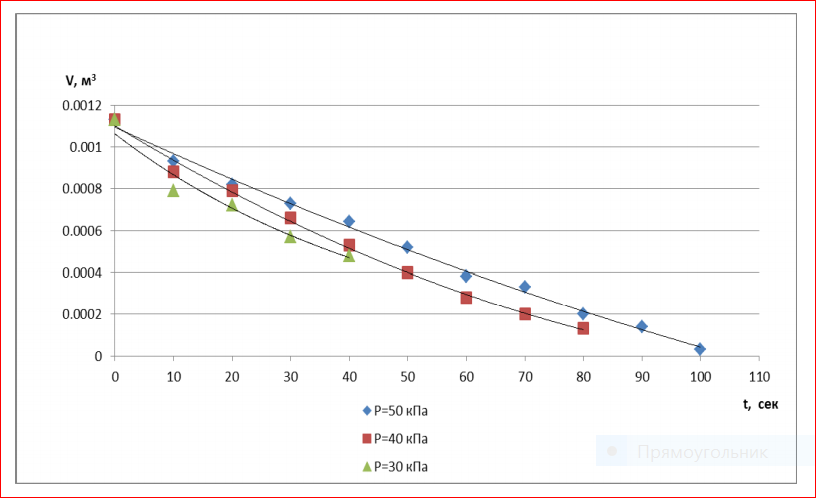 V, м³
0.0012
0.001
0.0008
0.0006
0.0004
0.0002
0
0 10 20 30 40 50 60 70 80 90 100 110
t, сек
P=50 кПа
P=40 кПа
P=30 кПа
Прямоугольник